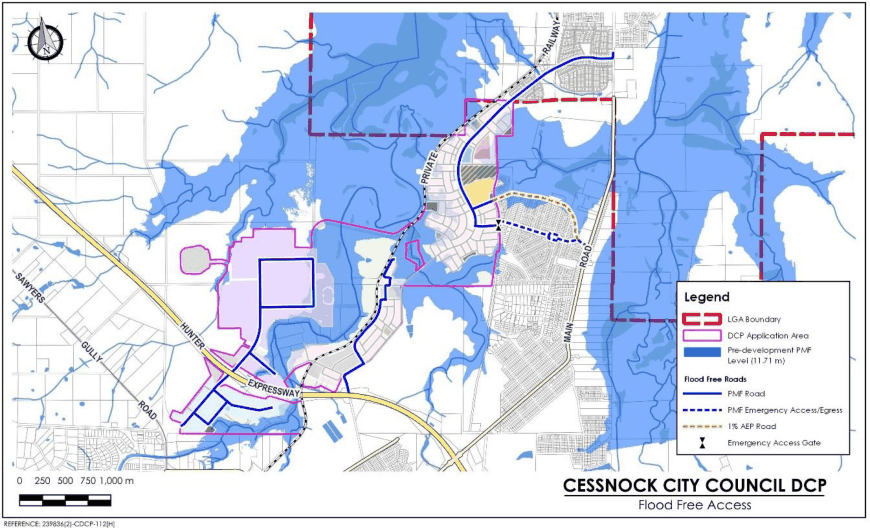 N
RAILWAY
PRIVATE
ROAD
MAIN
SAWYERS
GULLY
ROAD
HUNTER
EXPRESSWAY
Legend
LGA Boundary
DCP Application Area
Pre-development PMF
Level (11.71 m)
Flood Free Roads
PMF Road
PMF Emergency Access/Egress
1% AEP Road
Emergency Access Gate
0 250 500 750 1,000 m
CESSNOCK CITY COUNCIL DCP
Flood Free Access
REFERENCE: 239836(2)-CDCP-112(H)